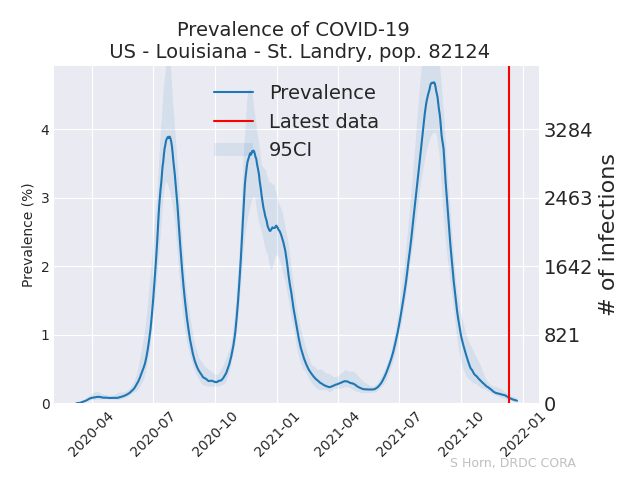 Prevalence of COVID-19
US - Louisiana - St. Landry, pop. 82124
Prevalence
Latest data
95CI
Prevalence (%)
4
3
2
1
0
3284
2463
1642
821
0
# of infections
2020-04
2020-07
2020-10
2021-01
2021-04
2021-07
2021-10
2022-01
S Horn, DRDC CORA